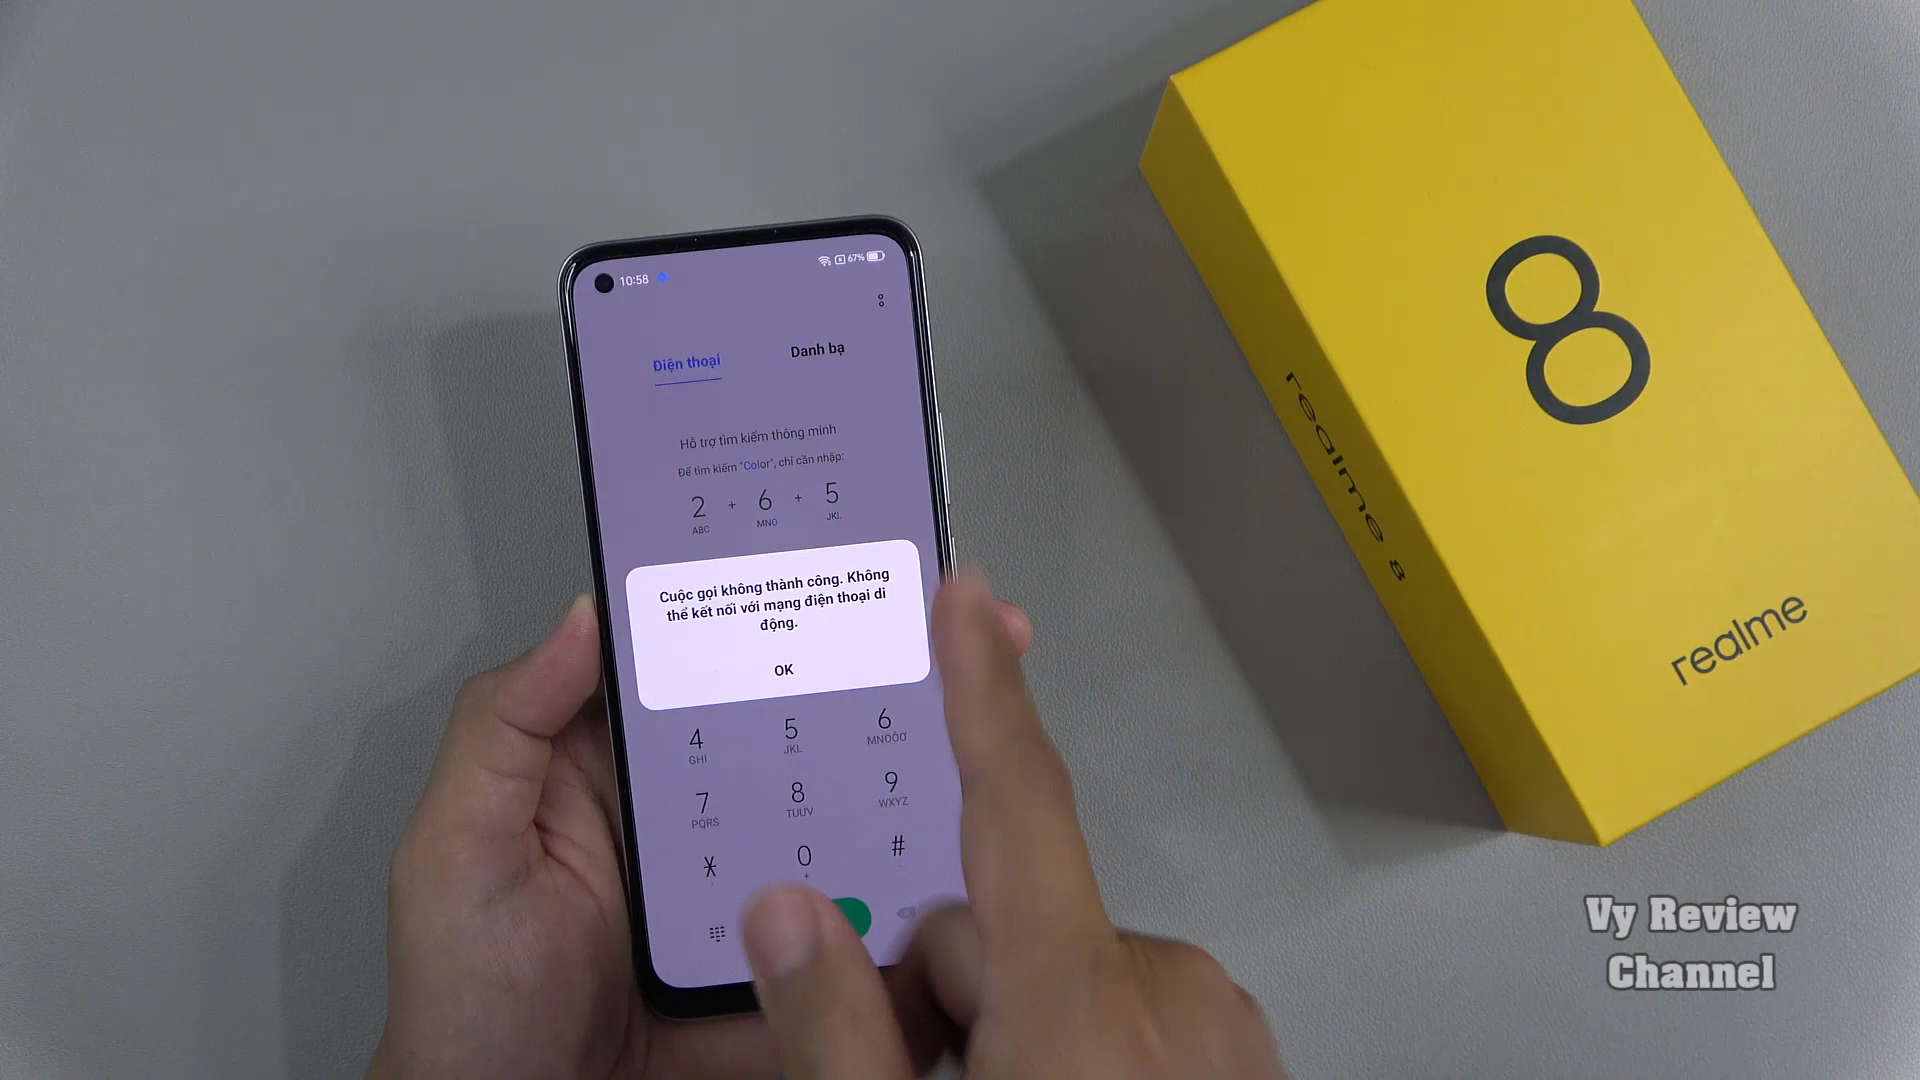 10:58
67%
Điện thoại
Danh bạ
Hỗ trợ tìm kiếm thông minh
Để tìm kiếm "Color", chỉ cần nhập:
2 + 6 + 5
ABC MNO JKL
Cuộc gọi không thành công. Không
thể kết nối với mạng điện thoại di
động.
OK
4 5 6
GHI JKL MNOÔƠ
7 8 9
PQRS TUUV WXYZ
* 0 #
+
8
realme 8
realme
Vy Review
Channel